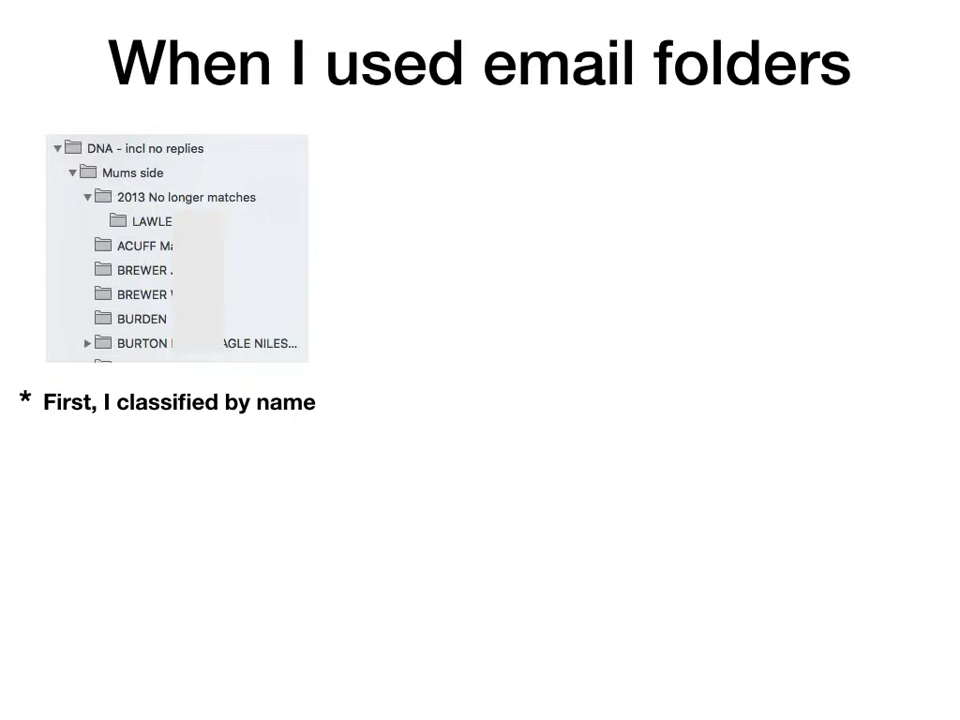 When I used email folders
DNA - incl no replies
Mums side
2013 No longer matches
LAWLE
ACUFF
BREWER
BREWER
BURDEN
BURTON NILES...
* First, I classified by name